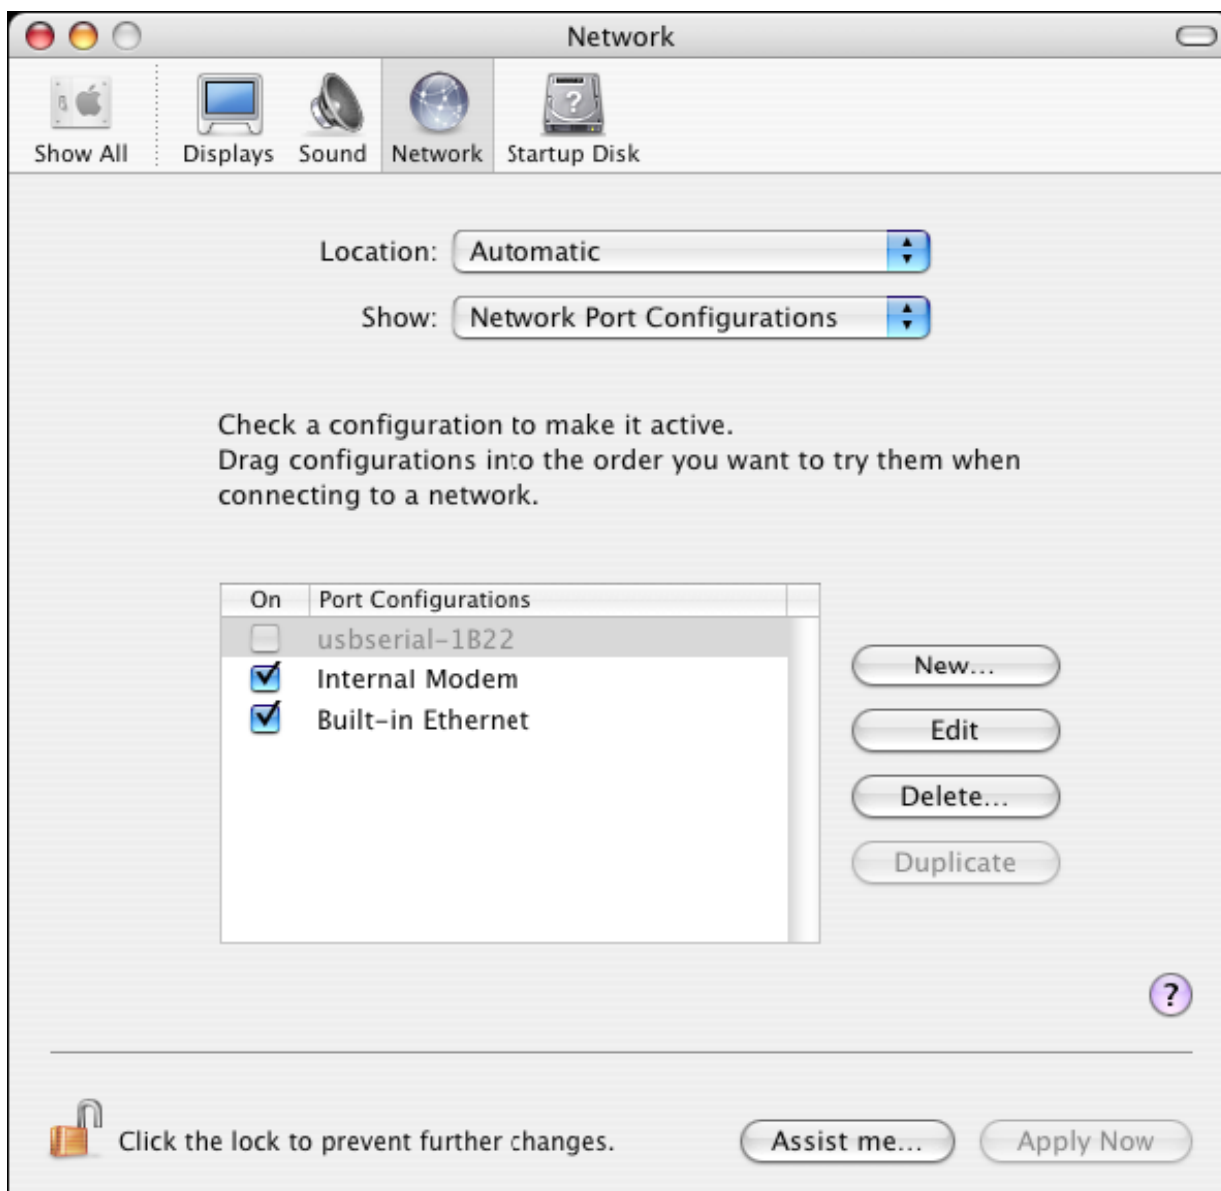 Network
Show All
Displays
Sound
Network
Startup Disk
Location: Automatic
Show: Network Port Configurations
Check a configuration to make it active.
Drag configurations into the order you want to try them when
connecting to a network.
On Port Configurations
usbserial-1B22
Internal Modem
Built-in Ethernet
New...
Edit
Delete...
Duplicate
?
Click the lock to prevent further changes.
Assist me...
Apply Now